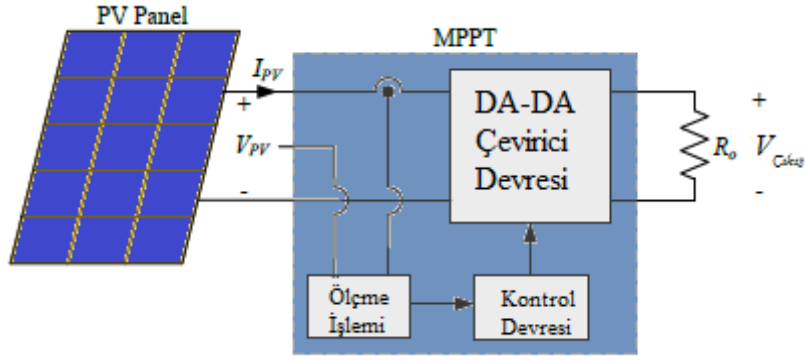 PV Panel
MPPT
I_PV
+
V_PV
-
DA-DA
Çevirici
Devresi
R_o
+
V_Çıkış
-
Ölçme
İşlemi
Kontrol
Devresi